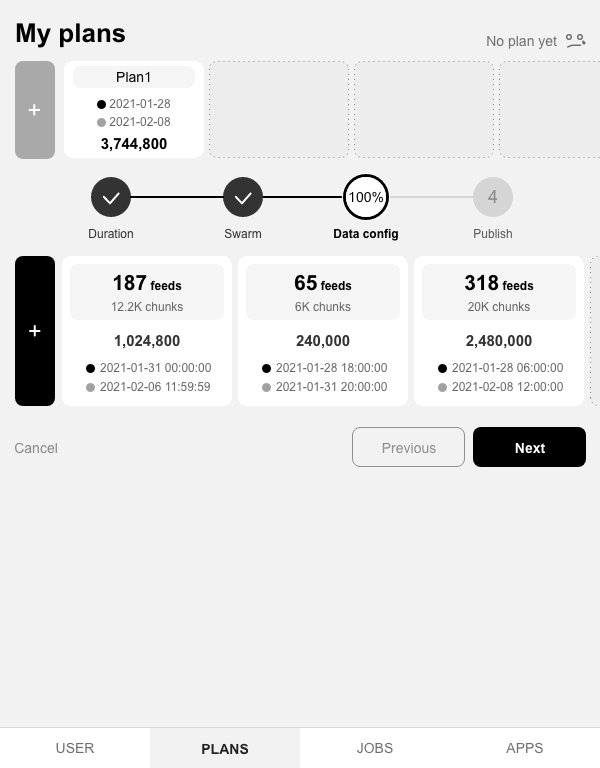 My plans
No plan yet
+
Plan1
2021-01-28
2021-02-08
3,744,800
100%
4
Duration
Swarm
Data config
Publish
+
187 feeds
12.2K chunks
1,024,800
2021-01-31 00:00:00
2021-02-06 11:59:59
65 feeds
6K chunks
240,000
2021-01-28 18:00:00
2021-01-31 20:00:00
318 feeds
20K chunks
2,480,000
2021-01-28 06:00:00
2021-02-08 12:00:00
Cancel
Previous
Next
USER
PLANS
JOBS
APPS